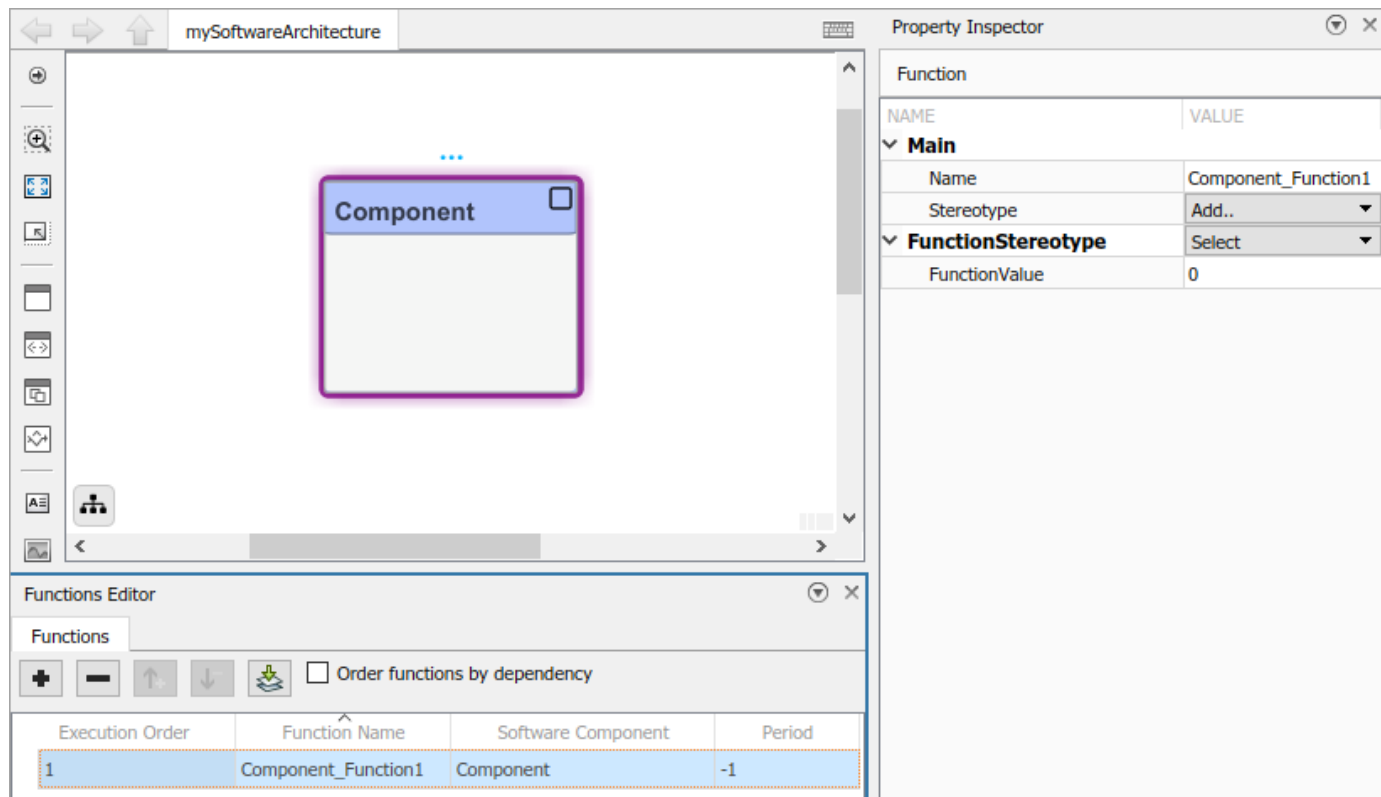 mySoftwareArchitecture
Component
Functions Editor
Functions
Order functions by dependency
Execution Order Function Name Software Component Period
1 Component_Function1 Component -1
Property Inspector
Function
NAME VALUE
Main
Name Component_Function1
Stereotype Add..
FunctionStereotype Select
FunctionValue 0